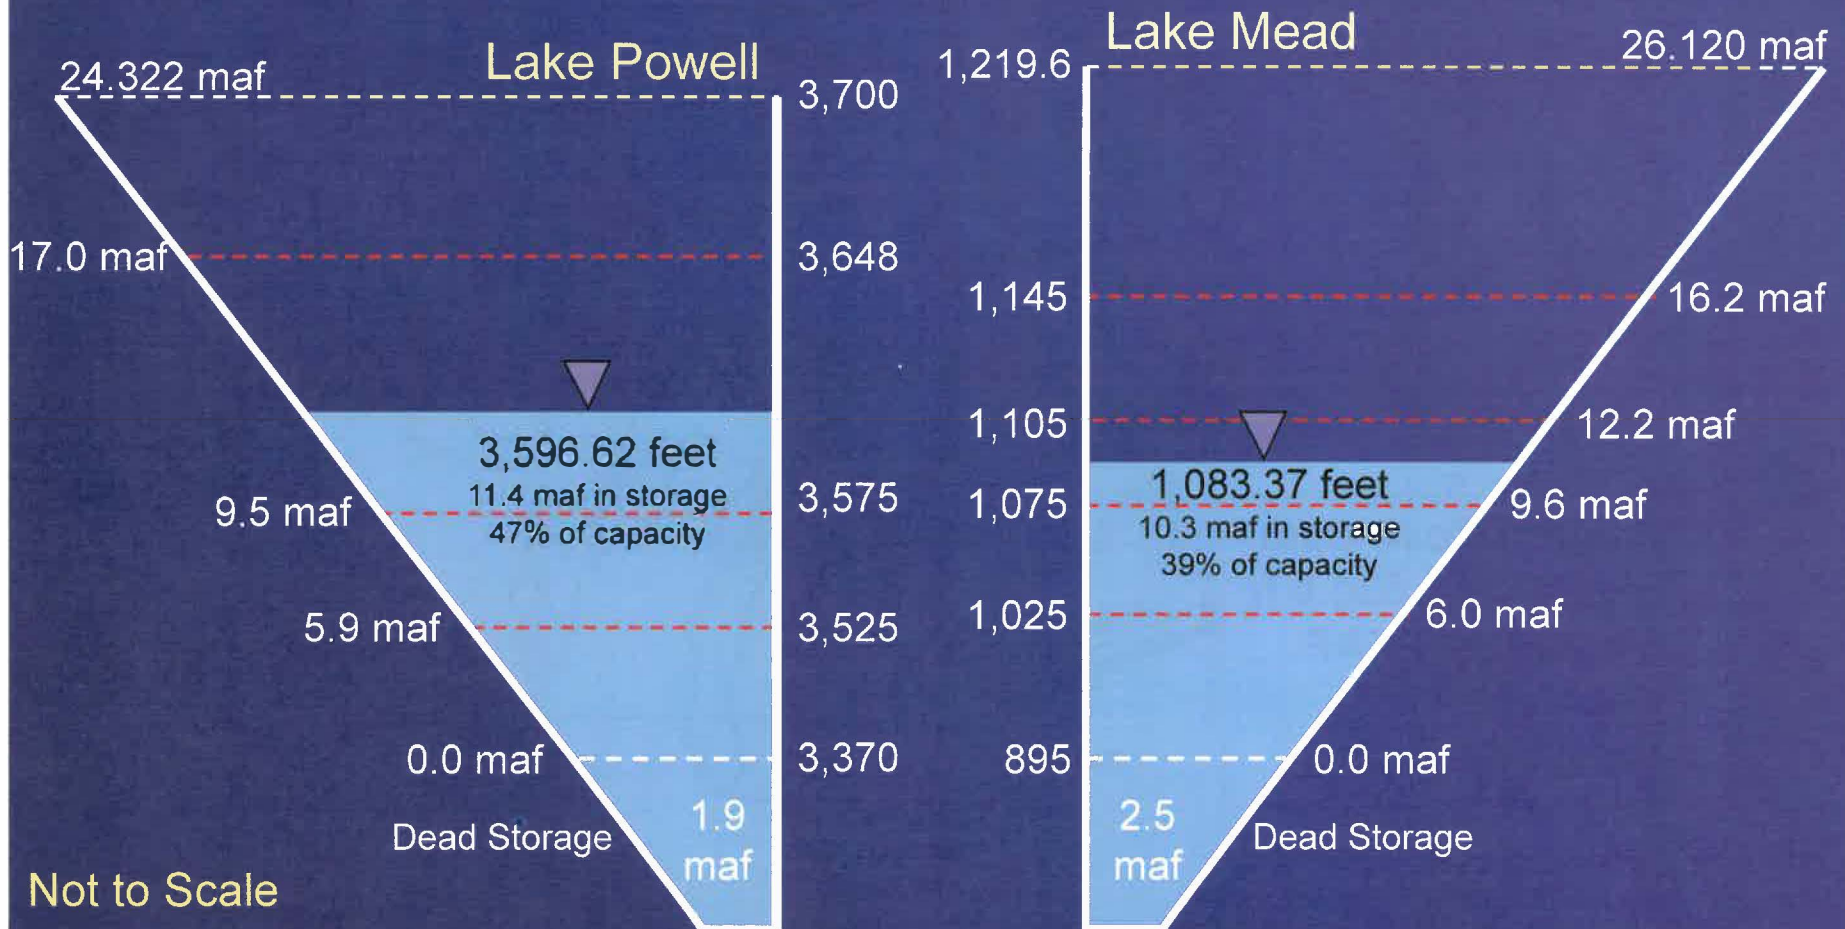 Lake Powell
24.322 maf
3,700
17.0 maf
3,648
3,596.62 feet
11.4 maf in storage
47% of capacity
9.5 maf
3,575
5.9 maf
3,525
0.0 maf
3,370
Dead Storage
1.9
maf
Not to Scale
Lake Mead
1,219.6
26.120 maf
1,145
16.2 maf
1,105
12.2 maf
1,083.37 feet
10.3 maf in storage
39% of capacity
1,075
9.6 maf
1,025
6.0 maf
895
0.0 maf
2.5
maf
Dead Storage